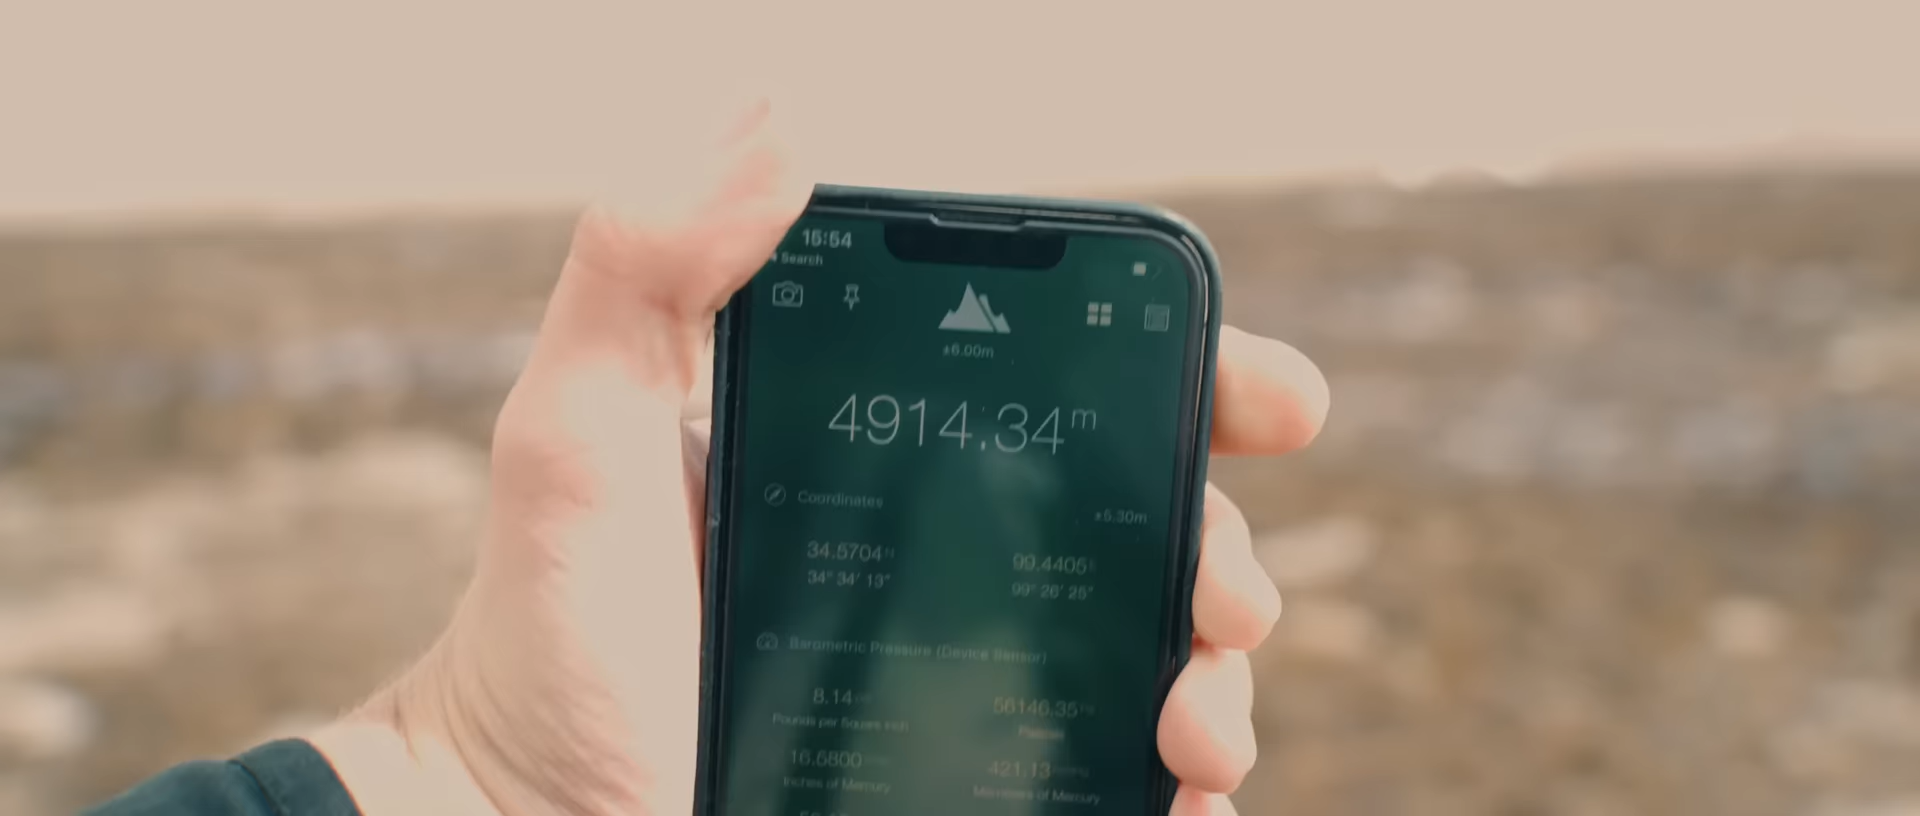 15:54
Search
±6.00m
4914.34m
Coordinates
±5.30m
34.5704 99.4405
34° 34' 13" 99° 26' 25"
Barometric Pressure (Device Sensor)
8.14 56146.35
Pounds per Square Inch Pascals
16.5800 421.13
Inches of Mercury Millimeters of Mercury